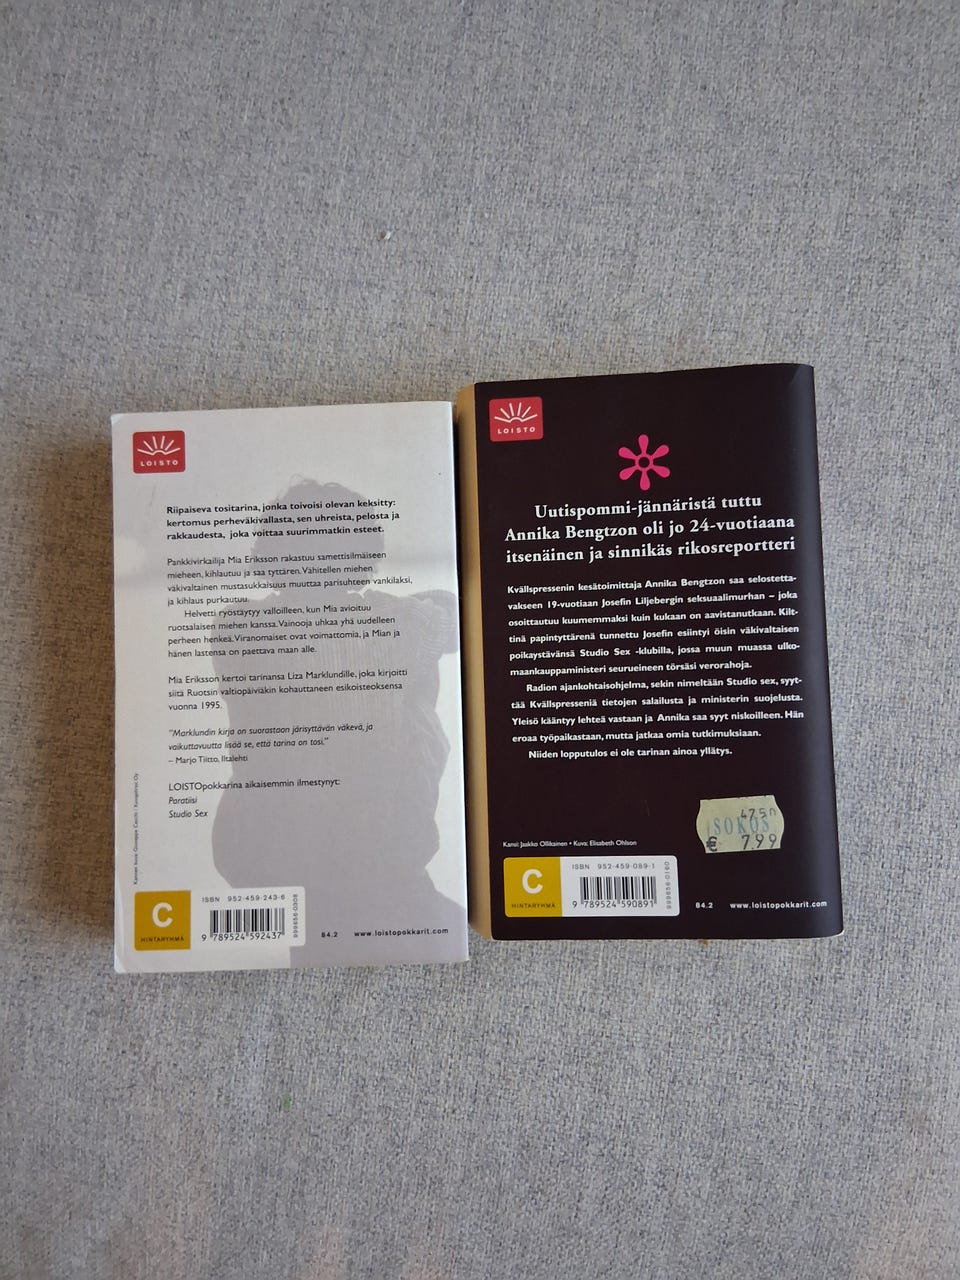 LOISTO
Riipaiseva tositarina, jonka toivoisi olevan keksitty:
kertomus perheväkivallasta, sen uhreista, pelosta ja
rakkaudesta, joka voittaa suurimmatkin esteet.
Pankkivirkailija Mia Eriksson rakastuu samettisilmäiseen
mieheen, kihlautuu ja saa tyttären. Vähitellen miehen
väkivaltainen mustasukkaisuus muuttaa parisuhteen vankilaksi,
ja kihlaus purkautuu.
Helvetti ryöstäytyy valloilleen, kun Mia avioituu
ruotsalaisen miehen kanssa. Vainooja uhkaa yhä uudelleen
perheen henkeä. Viranomaiset ovat voimattomia, ja Mian ja
hänen lastensa on paettava maan alle.
Mia Eriksson kertoi tarinansa Liza Marklundille, joka kirjoitti
siitä Ruotsin valtiopäiviäkin kohauttaneen esikoisteoksensa
vuonna 1995.
"Marklundin kirja on suorastaan järisyttävän väkevä, ja
vaikuttavuutta lisää se, että tarina on tosi."
– Marjo Tiitto, Iltalehti
LOISTOpokkarina aikaisemmin ilmestynyt:
Paratiisi
Studio Sex
C
HINTARYHMÄ
ISBN 952-459-243-6
9 789524 592437
999656-0308
84.2
www.loistopokkarit.com
LOISTO
Uutispommi-jännäristä tuttu
Annika Bengtzon oli jo 24-vuotiaana
itsenäinen ja sinnikäs rikosreportteri
Kvällspressenin kesätoimittaja Annika Bengtzon saa selostetta-
vakseen 19-vuotiaan Josefin Liljebergin seksuaalimurhan – joka
osoittautuu kuumemmaksi kuin kukaan on aavistanutkaan. Kilt-
tinä papintyttärenä tunnettu Josefin esiintyi öisin väkivaltaisen
poikaystävänsä Studio Sex -klubilla, jossa muun muassa ulko-
maankauppaministeri seurueineen törsäsi verorahoja.
Radion ajankohtaisohjelma, sekin nimeltään Studio sex, syyt-
tää Kvällspresseniä tietojen salailusta ja ministerin suojelusta.
Yleisö kääntyy lehteä vastaan ja Annika saa syyt niskoilleen. Hän
eroaa työpaikastaan, mutta jatkaa omia tutkimuksiaan.
Niiden lopputulos ei ole tarinan ainoa yllätys.
47.50
SOKOS
€ 7.99
Kansi: Jaakko Ollikainen • Kuva: Elisabeth Ohlson
C
HINTARYHMÄ
ISBN 952-459-089-1
9 789524 590891
999656-0160
84.2
www.loistopokkarit.com